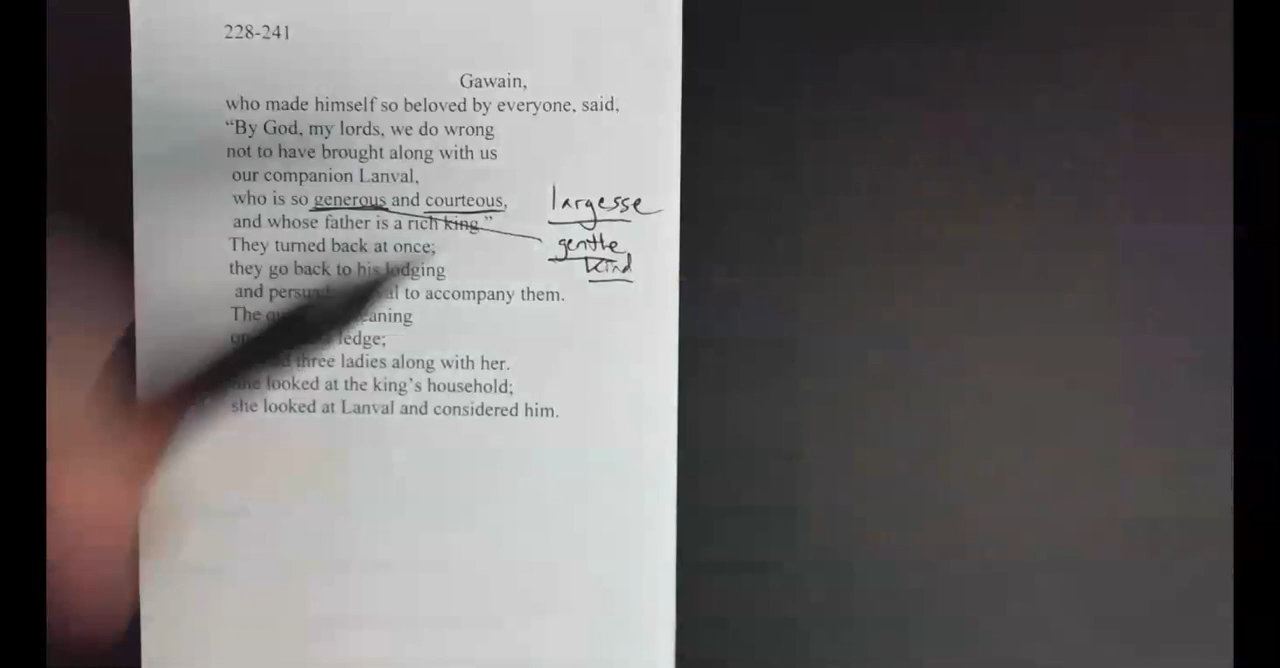 228-241
Gawain,
who made himself so beloved by everyone, said,
“By God, my lords, we do wrong
not to have brought along with us
our companion Lanval,
who is so generous and courteous,
largesse
and whose father is a rich king.”
gentle
They turned back at once;
kind
they go back to his lodging
and to accompany them.
The
ledge;
three ladies along with her.
she looked at the king’s household;
she looked at Lanval and considered him.